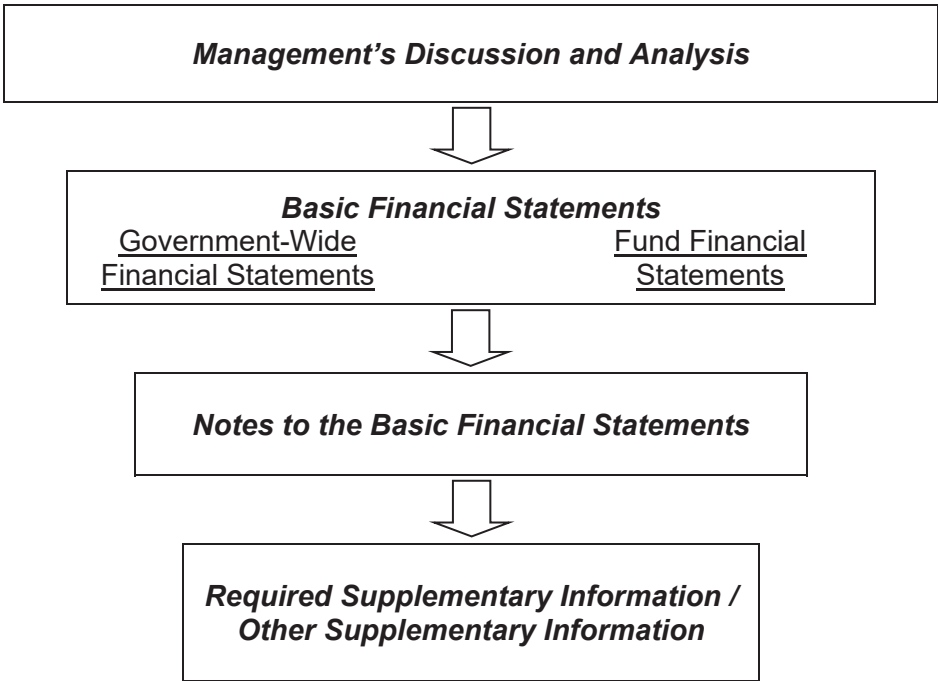 Management’s Discussion and Analysis
Basic Financial Statements
Government-Wide
Financial Statements
Fund Financial
Statements
Notes to the Basic Financial Statements
Required Supplementary Information /
Other Supplementary Information